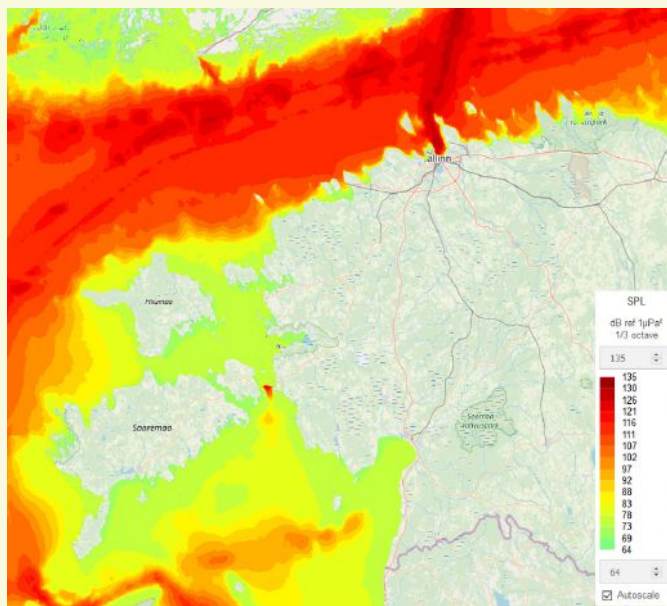 allinn
Hiiumaa
Saaremaa
SPL
dB ref 1µPa²
1/3 octave
135
135
130
126
121
116
111
107
102
97
92
88
83
78
73
69
64
64
Autoscale